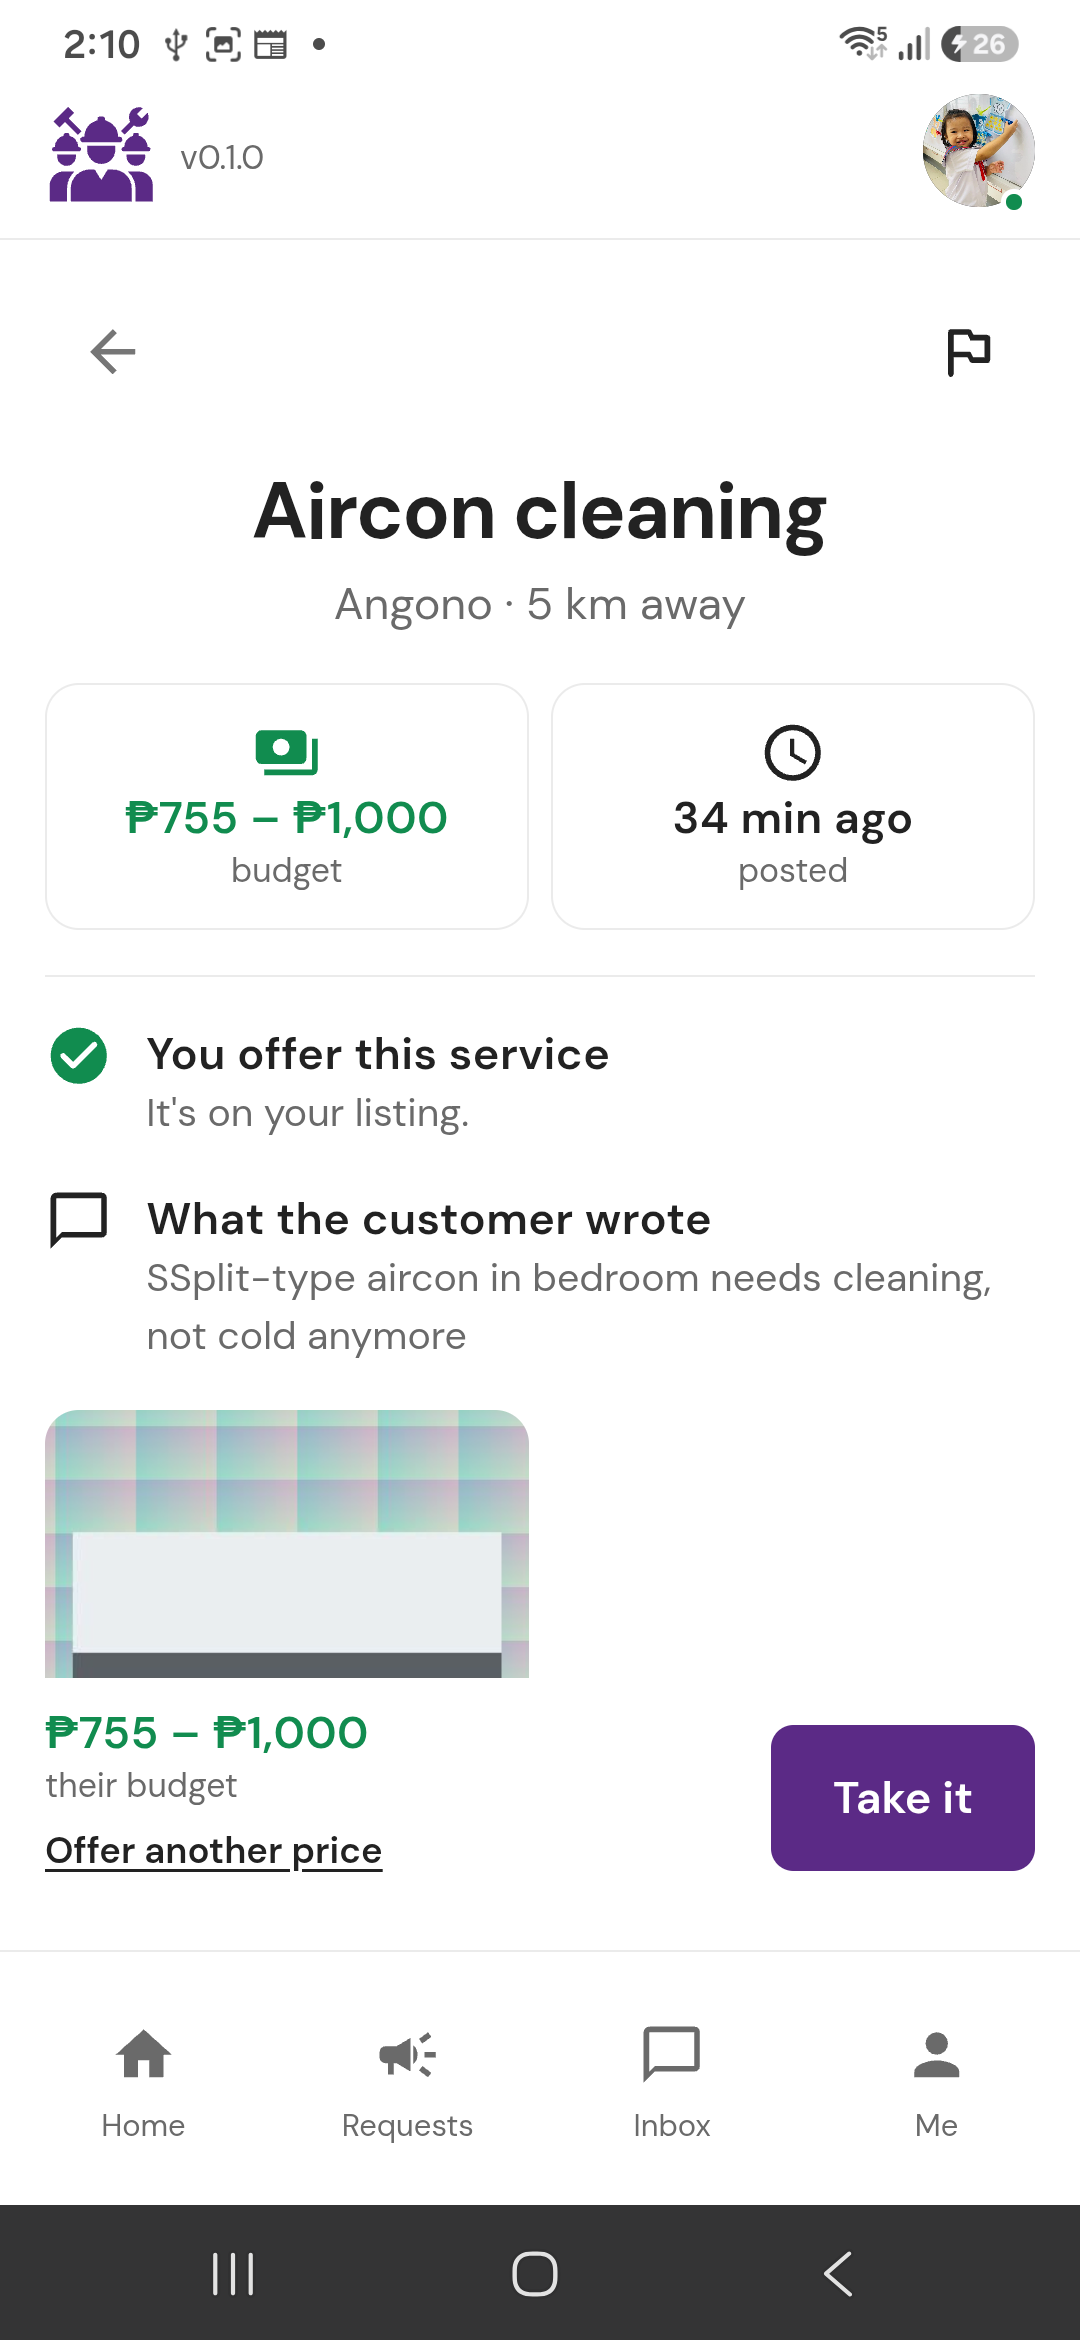 2:10
5
26
v0.1.0
Aircon cleaning
Angono · 5 km away
₱755 – ₱1,000
budget
34 min ago
posted
You offer this service
It's on your listing.
What the customer wrote
SSplit-type aircon in bedroom needs cleaning,
not cold anymore
₱755 – ₱1,000
their budget
Offer another price
Take it
Home
Requests
Inbox
Me